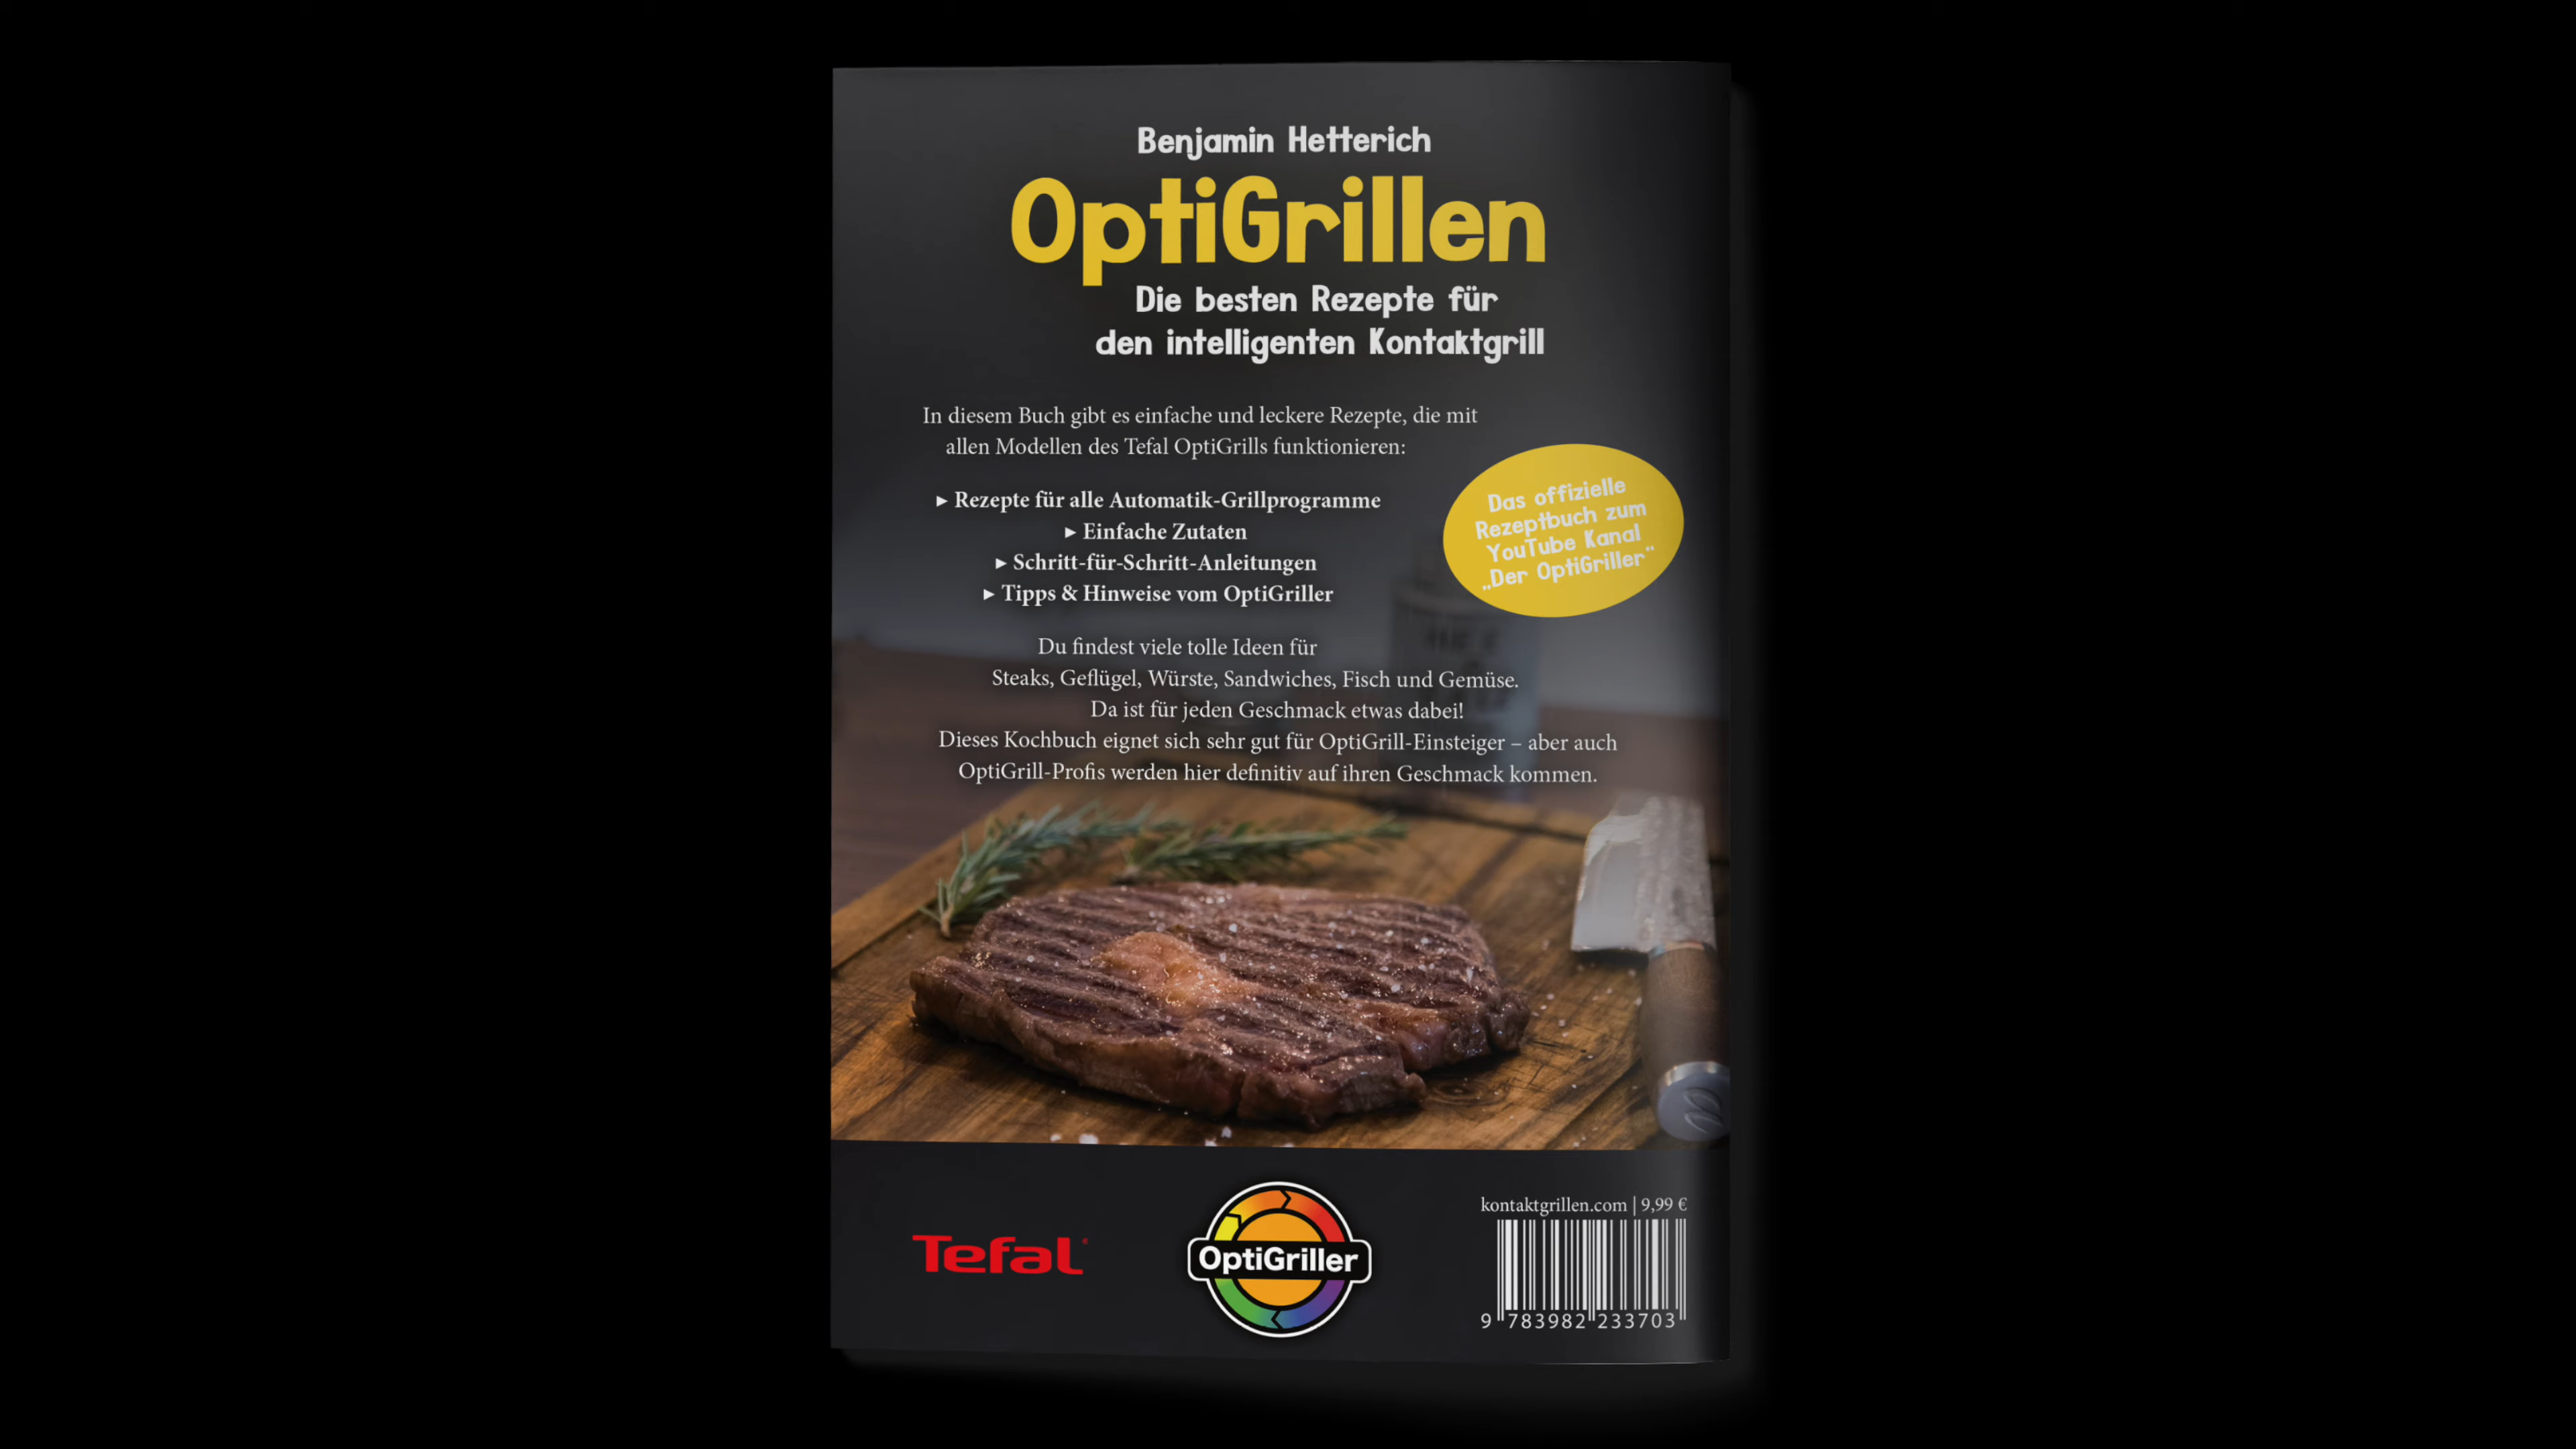 Benjamin Hetterich
OptiGrillen
Die besten Rezepte für
den intelligenten Kontaktgrill
In diesem Buch gibt es einfache und leckere Rezepte, die mit
allen Modellen des Tefal OptiGrills funktionieren:
▸ Rezepte für alle Automatik-Grillprogramme
▸ Einfache Zutaten
▸ Schritt-für-Schritt-Anleitungen
▸ Tipps & Hinweise vom OptiGriller
Das offizielle
Rezeptbuch zum
YouTube Kanal
„Der OptiGriller“
Du findest viele tolle Ideen für
Steaks, Geflügel, Würste, Sandwiches, Fisch und Gemüse.
Da ist für jeden Geschmack etwas dabei!
Dieses Kochbuch eignet sich sehr gut für OptiGrill-Einsteiger – aber auch
OptiGrill-Profis werden hier definitiv auf ihren Geschmack kommen.
Tefal
OptiGriller
kontaktgrillen.com | 9,99 €
9 783982 233703